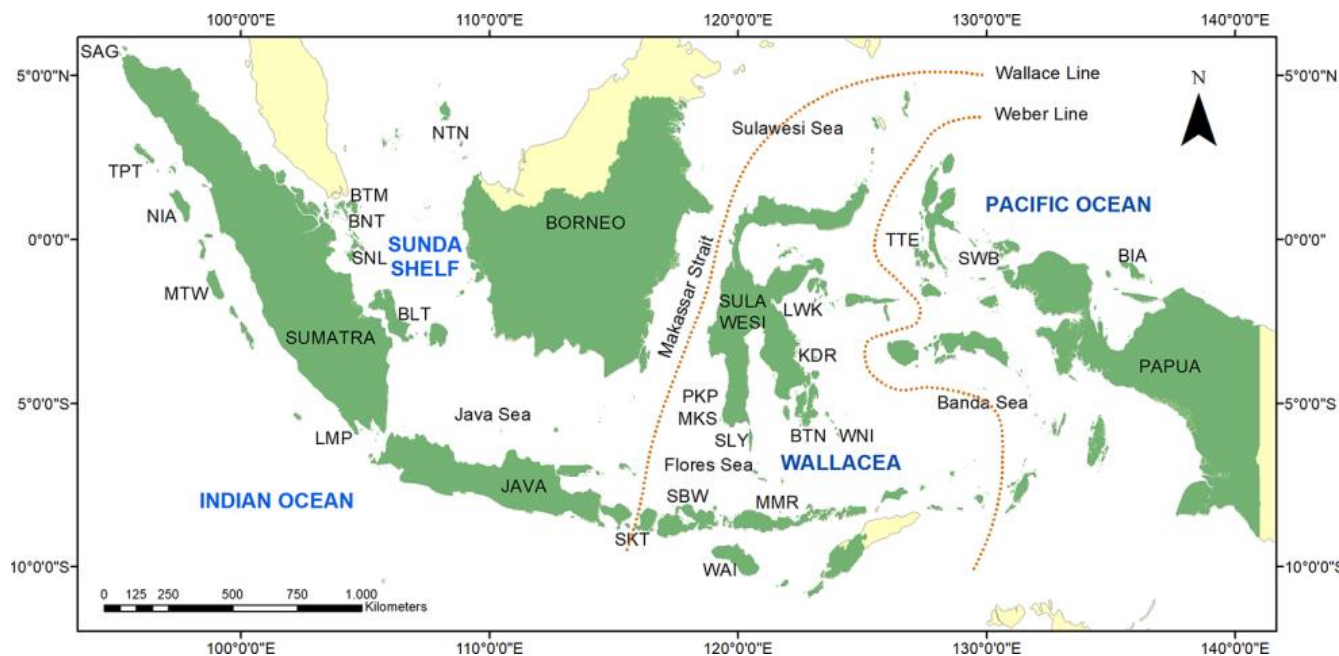 100°0'0"E
110°0'0"E
120°0'0"E
130°0'0"E
140°0'0"E
SAG
5°0'0"N
Wallace Line
5°0'0"N
N
NTN
Sulawesi Sea
Weber Line
TPT
BTM
NIA
BNT
BORNEO
PACIFIC OCEAN
0°0'0"
SUNDA
SHELF
SNL
Makassar Strait
TTE
SWB
BIA
0°0'0"
MTW
BLT
SULA
WESI
LWK
SUMATRA
KDR
PAPUA
PKP
MKS
Banda Sea
5°0'0"S
Java Sea
5°0'0"S
LMP
SLY
BTN
WNI
Flores Sea
WALLACEA
INDIAN OCEAN
JAVA
SBW
MMR
SKT
10°0'0"S
WAI
10°0'0"S
0 125 250 500 750 1.000
Kilometers
100°0'0"E
110°0'0"E
120°0'0"E
130°0'0"E
140°0'0"E